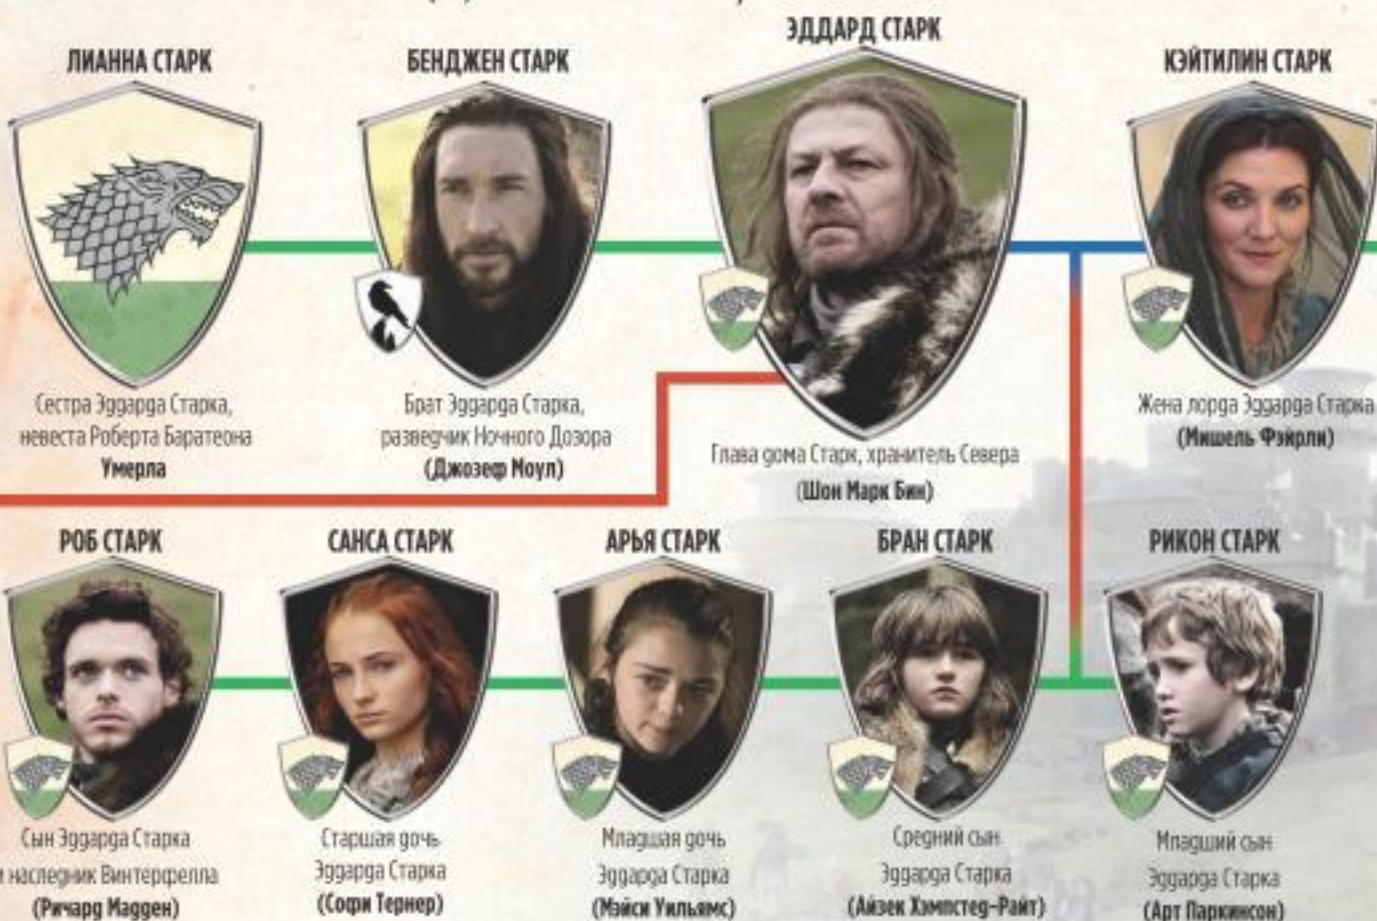 ЛИАННА СТАРК
БЕНДЖЕН СТАРК
ЭДДАРД СТАРК
КЭЙТИЛИН СТАРК
Сестра Эддарда Старка,
невеста Роберта Баратеона
Умерла
Брат Эддарда Старка,
разведчик Ночного Дозора
(Джозеф Моул)
Глава дома Старк, хранитель Севера
(Шон Марк Бин)
Жена лорда Эддарда Старка
(Мишель Фэйрли)
РОБ СТАРК
САНСА СТАРК
АРЬЯ СТАРК
БРАН СТАРК
РИКОН СТАРК
Сын Эддарда Старка
и наследник Винтерфелла
(Ричард Мадден)
Старшая дочь
Эддарда Старка
(Софи Тернер)
Младшая дочь
Эддарда Старка
(Мэйси Уильямс)
Средний сын
Эддарда Старка
(Айзек Хэмпстед-Райт)
Младший сын
Эддарда Старка
(Арт Паркинсон)